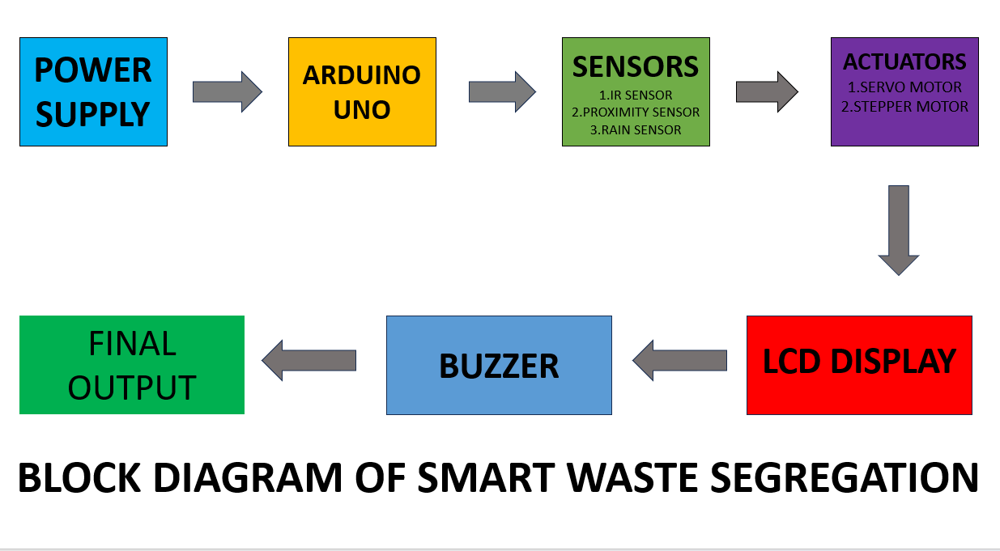 POWER
SUPPLY
ARDUINO
UNO
SENSORS
1.IR SENSOR
2.PROXIMITY SENSOR
3.RAIN SENSOR
ACTUATORS
1.SERVO MOTOR
2.STEPPER MOTOR
FINAL
OUTPUT
BUZZER
LCD DISPLAY
BLOCK DIAGRAM OF SMART WASTE SEGREGATION